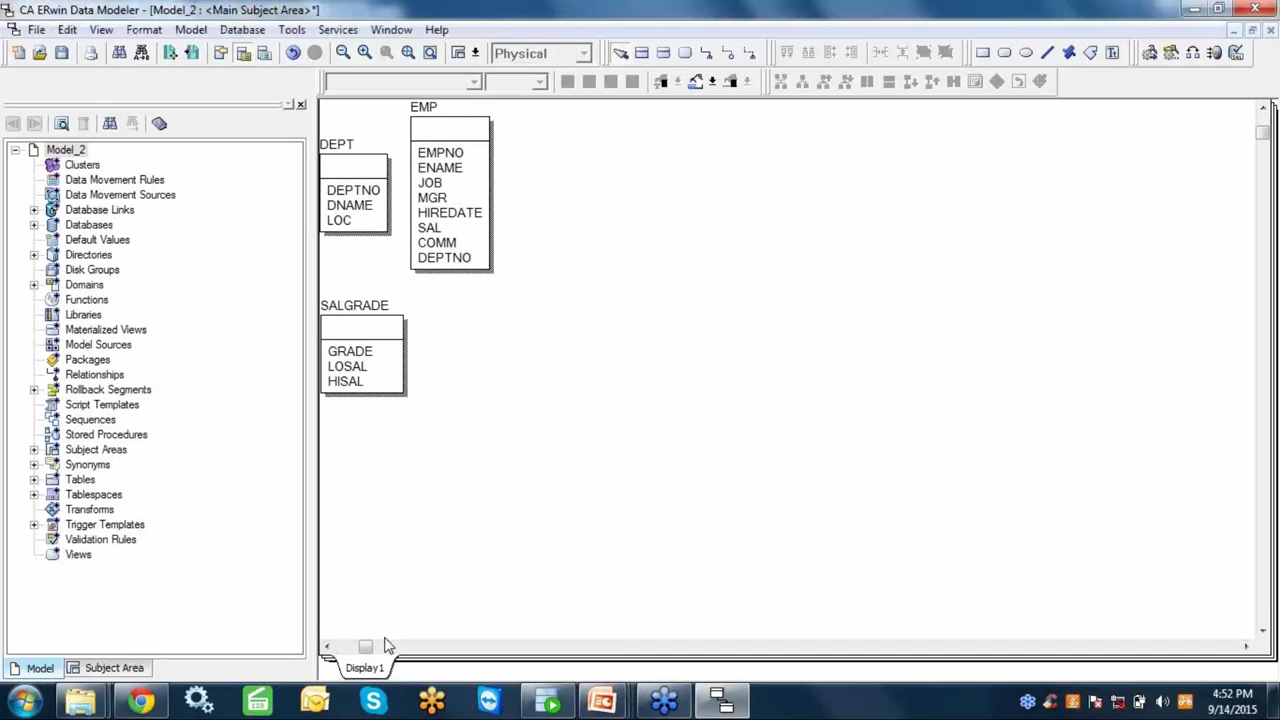 CA ERwin Data Modeler - [Model_2 : <Main Subject Area>*]
File Edit View Format Model Database Tools Services Window Help
Physical
Model_2
Clusters
Data Movement Rules
Data Movement Sources
Database Links
Databases
Default Values
Directories
Disk Groups
Domains
Functions
Libraries
Materialized Views
Model Sources
Packages
Relationships
Rollback Segments
Script Templates
Sequences
Stored Procedures
Subject Areas
Synonyms
Tables
Tablespaces
Transforms
Trigger Templates
Validation Rules
Views
Model Subject Area
DEPT
DEPTNO
DNAME
LOC
EMP
EMPNO
ENAME
JOB
MGR
HIREDATE
SAL
COMM
DEPTNO
SALGRADE
GRADE
LOSAL
HISAL
Display1
123
4:52 PM
9/14/2015